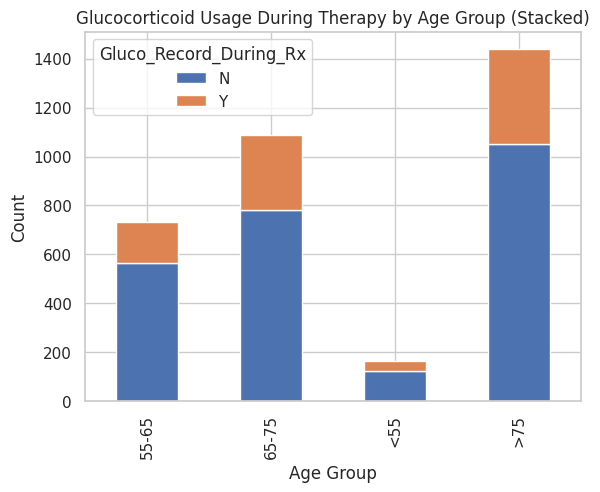 Glucocorticoid Usage During Therapy by Age Group (Stacked)
Gluco_Record_During_Rx
N
Y
Count
1400
1200
1000
800
600
400
200
0
55-65
65-75
<55
>75
Age Group